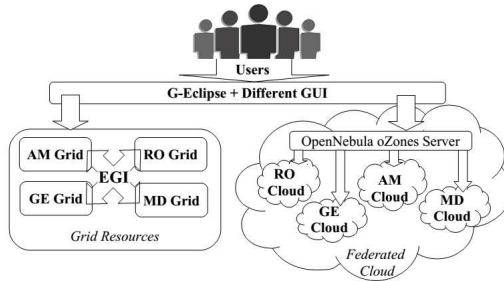 Users
G-Eclipse + Different GUI
AM Grid
RO Grid
EGI
GE Grid
MD Grid
Grid Resources
OpenNebula oZones Server
RO
Cloud
GE
Cloud
AM
Cloud
MD
Cloud
Federated
Cloud